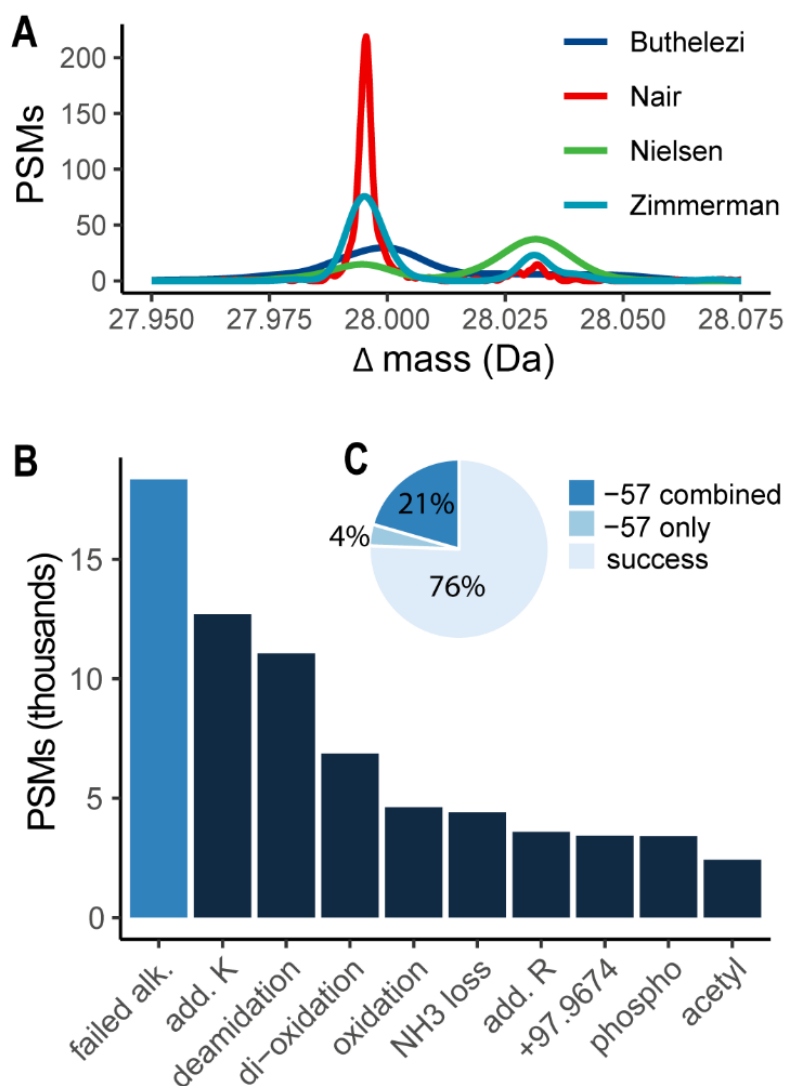 A
PSMs
200
150
100
50
0
Buthelezi
Nair
Nielsen
Zimmerman
27.950 27.975 28.000 28.025 28.050 28.075
Δ mass (Da)
B
PSMs (thousands)
15
10
5
0
C
21%
4%
76%
−57 combined
−57 only
success
failed alk.
add. K
deamidation
di−oxidation
oxidation
NH3 loss
add. R
+97.9674
phospho
acetyl